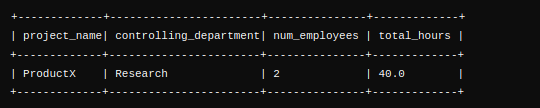 +-------------+-----------------------+---------------+-------------+
| project_name| controlling_department| num_employees | total_hours |
+-------------+-----------------------+---------------+-------------+
| ProductX    | Research              | 2             | 40.0        |
+-------------+-----------------------+---------------+-------------+